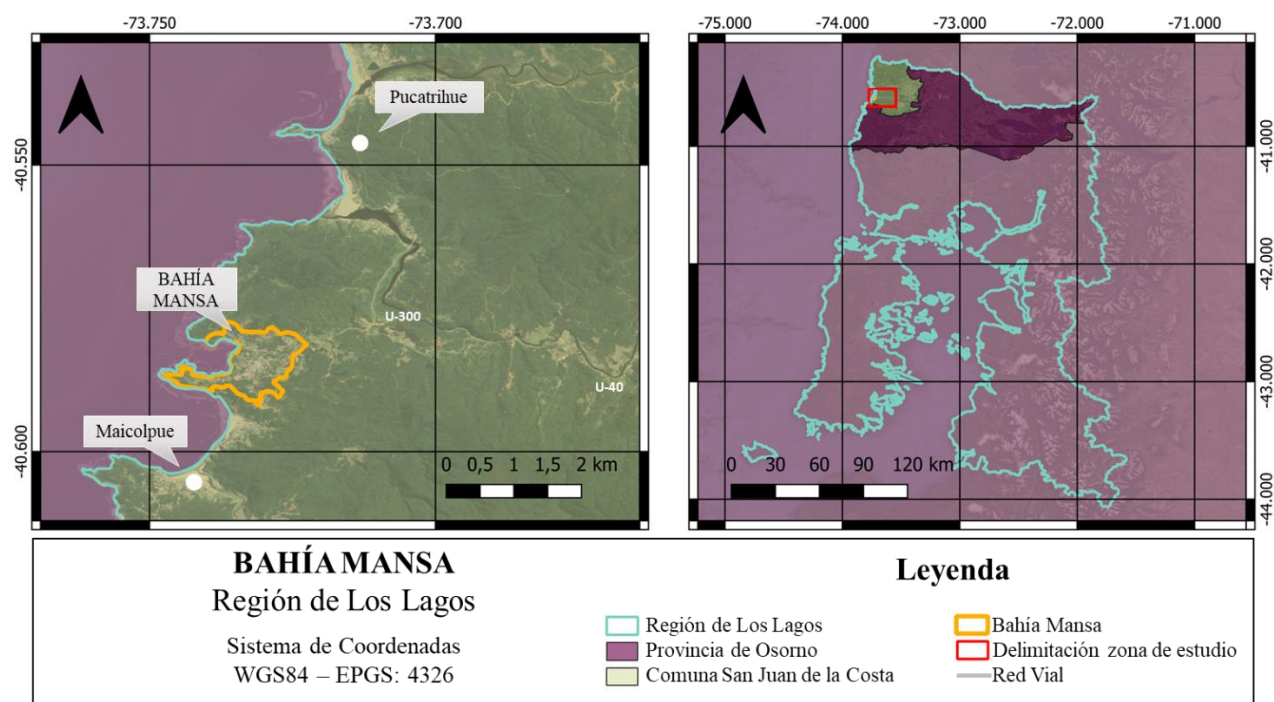 -73.750
-73.700
-75.000
-74.000
-73.000
-72.000
-71.000
Pucatrihue
-40.550
BAHÍA
MANSA
U-300
U-40
Maicolpue
-40.600
0 0,5 1 1,5 2 km
-41.000
-42.000
-43.000
-44.000
0 30 60 90 120 km
BAHÍA MANSA
Región de Los Lagos
Sistema de Coordenadas
WGS84 – EPGS: 4326
Leyenda
Región de Los Lagos
Provincia de Osorno
Comuna San Juan de la Costa
Bahía Mansa
Delimitación zona de estudio
Red Vial